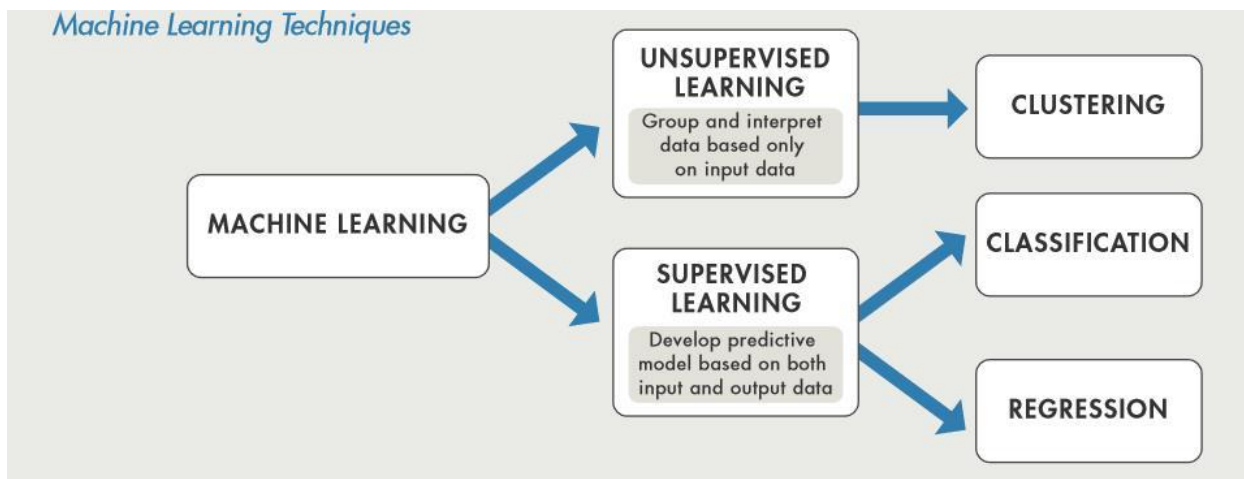 Machine Learning Techniques
MACHINE LEARNING
UNSUPERVISED
LEARNING
Group and interpret
data based only
on input data
CLUSTERING
SUPERVISED
LEARNING
Develop predictive
model based on both
input and output data
CLASSIFICATION
REGRESSION